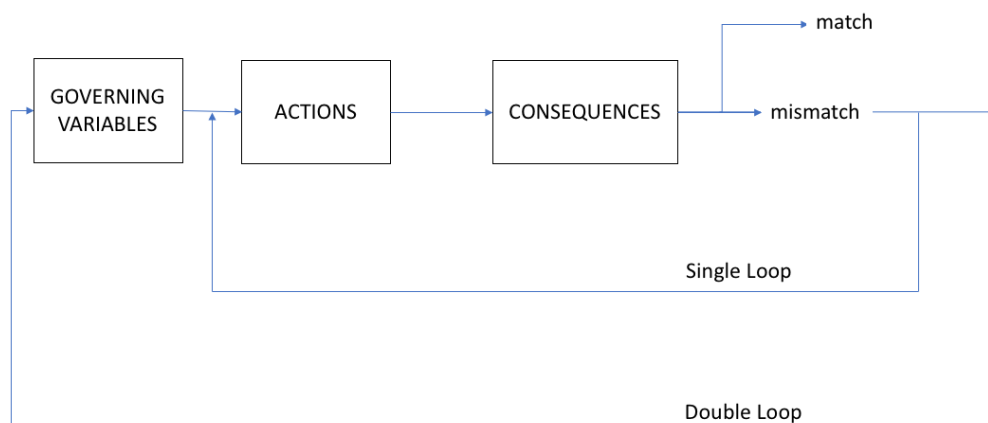 match
GOVERNING
VARIABLES
ACTIONS
CONSEQUENCES
mismatch
Single Loop
Double Loop